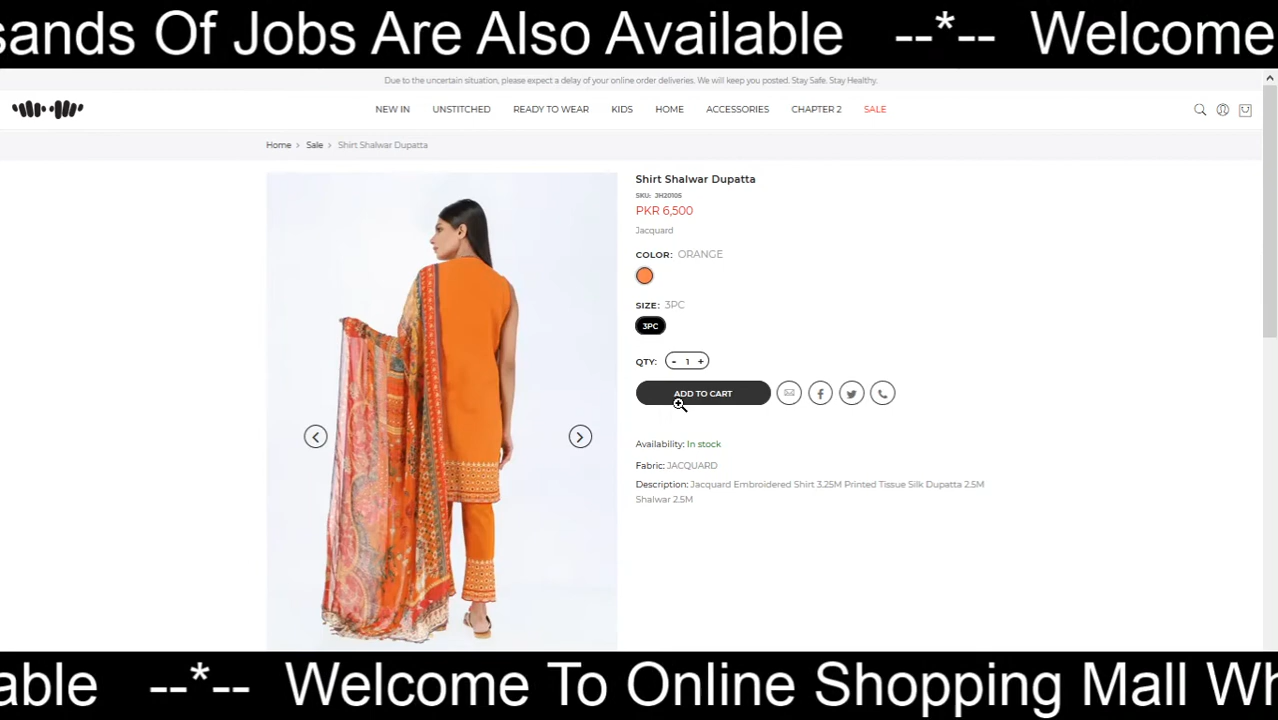 sands Of Jobs Are Also Available --*-- Welcome
Due to the uncertain situation, please expect a delay of your online order deliveries. We will keep you posted. Stay Safe. Stay Healthy.
NEW IN UNSTITCHED READY TO WEAR KIDS HOME ACCESSORIES CHAPTER 2 SALE
Home > Sale > Shirt Shalwar Dupatta
Shirt Shalwar Dupatta
SKU: JH20105
PKR 6,500
Jacquard
COLOR: ORANGE
SIZE: 3PC
3PC
QTY: - 1 +
ADD TO CART
Availability: In stock
Fabric: JACQUARD
Description: Jacquard Embroidered Shirt 3.25M Printed Tissue Silk Dupatta 2.5M
Shalwar 2.5M
able --*-- Welcome To Online Shopping Mall Wh